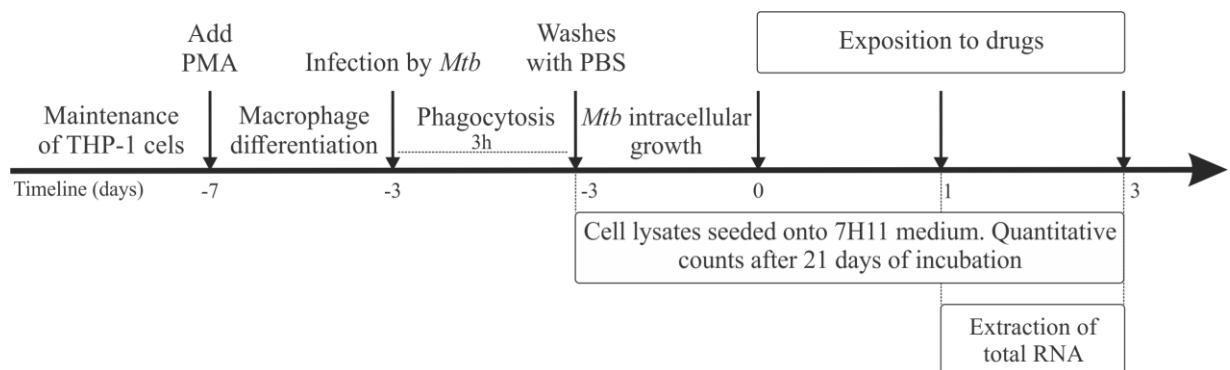 Add
PMA
Infection by Mtb
Washes
with PBS
Exposition to drugs
Maintenance
of THP-1 cels
Macrophage
differentiation
Phagocytosis
3h
Mtb intracellular
growth
Timeline (days)
-7
-3
-3
0
1
3
Cell lysates seeded onto 7H11 medium. Quantitative
counts after 21 days of incubation
Extraction of
total RNA